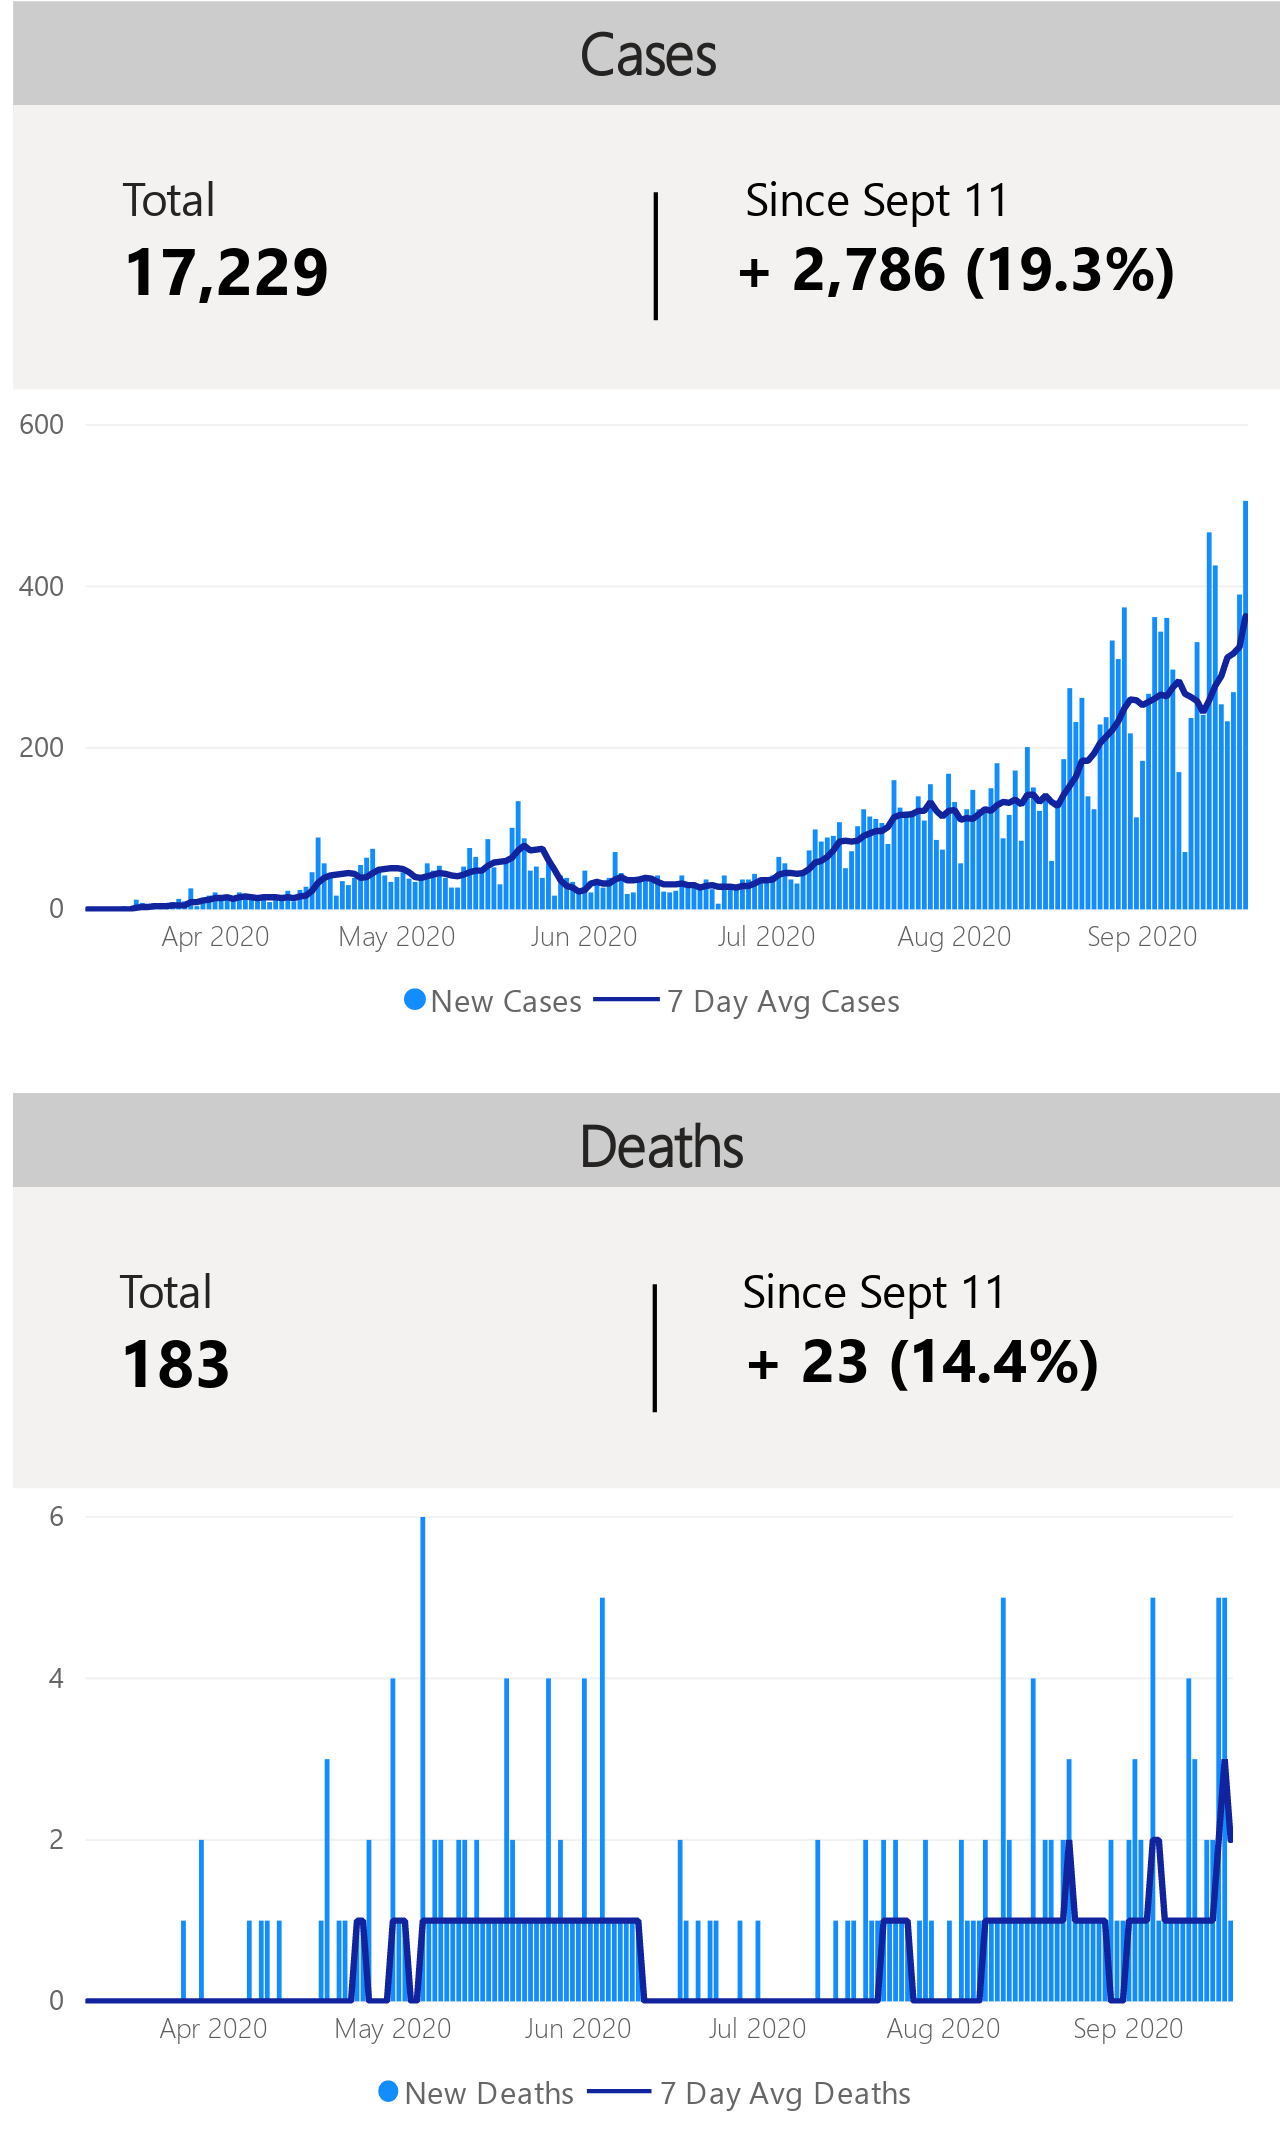 Cases
Total
Since Sept 11
17,229
+ 2,786 (19.3%)
600
400
200
0
Apr 2020 May 2020 Jun 2020 Jul 2020 Aug 2020 Sep 2020
New Cases 7 Day Avg Cases
Deaths
Total
Since Sept 11
183
+ 23 (14.4%)
6
4
2
0
Apr 2020 May 2020 Jun 2020 Jul 2020 Aug 2020 Sep 2020
New Deaths 7 Day Avg Deaths